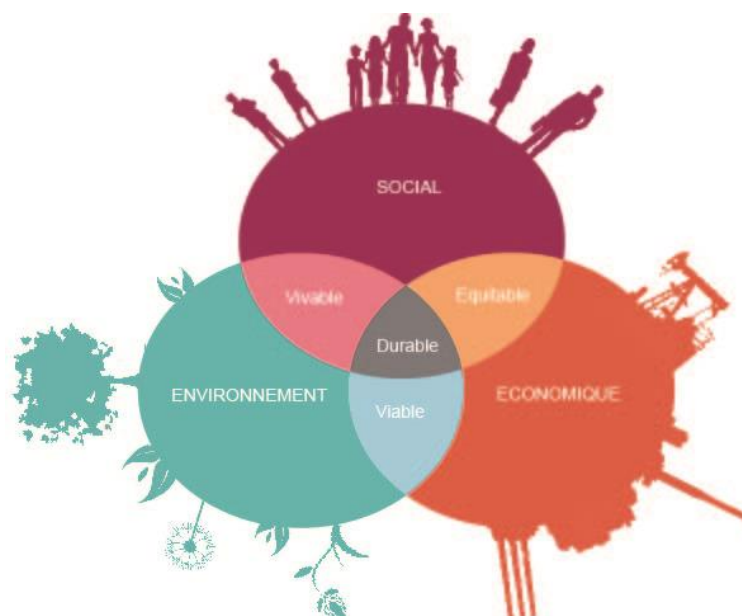 SOCIAL
Vivable
Equitable
Durable
ENVIRONNEMENT
ECONOMIQUE
Viable